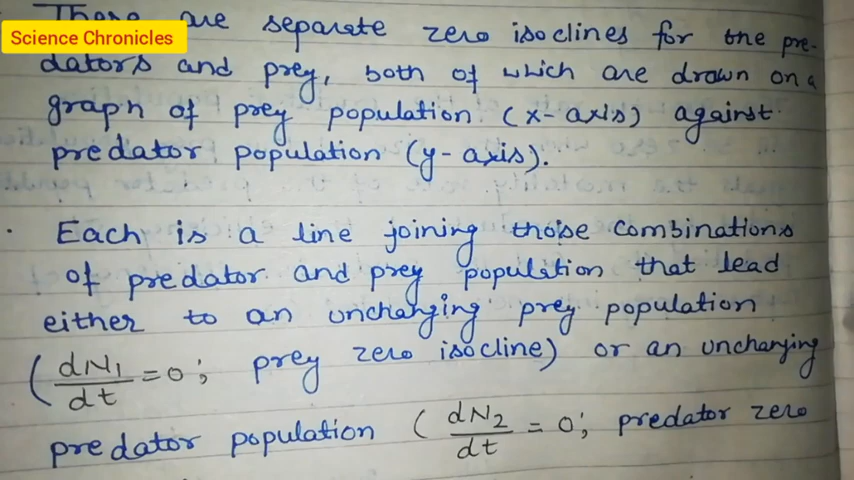 There are separate zero isoclines for the pre-
Science Chronicles
dators and prey, both of which are drawn on a
graph of prey population (x-axis) against
predator population (y-axis).
· Each is a line joining those combinations
of predator and prey population that lead
either to an unchanging prey population
(dN1/dt = 0; prey zero isocline) or an unchanging
predator population (dN2/dt = 0; predator zero